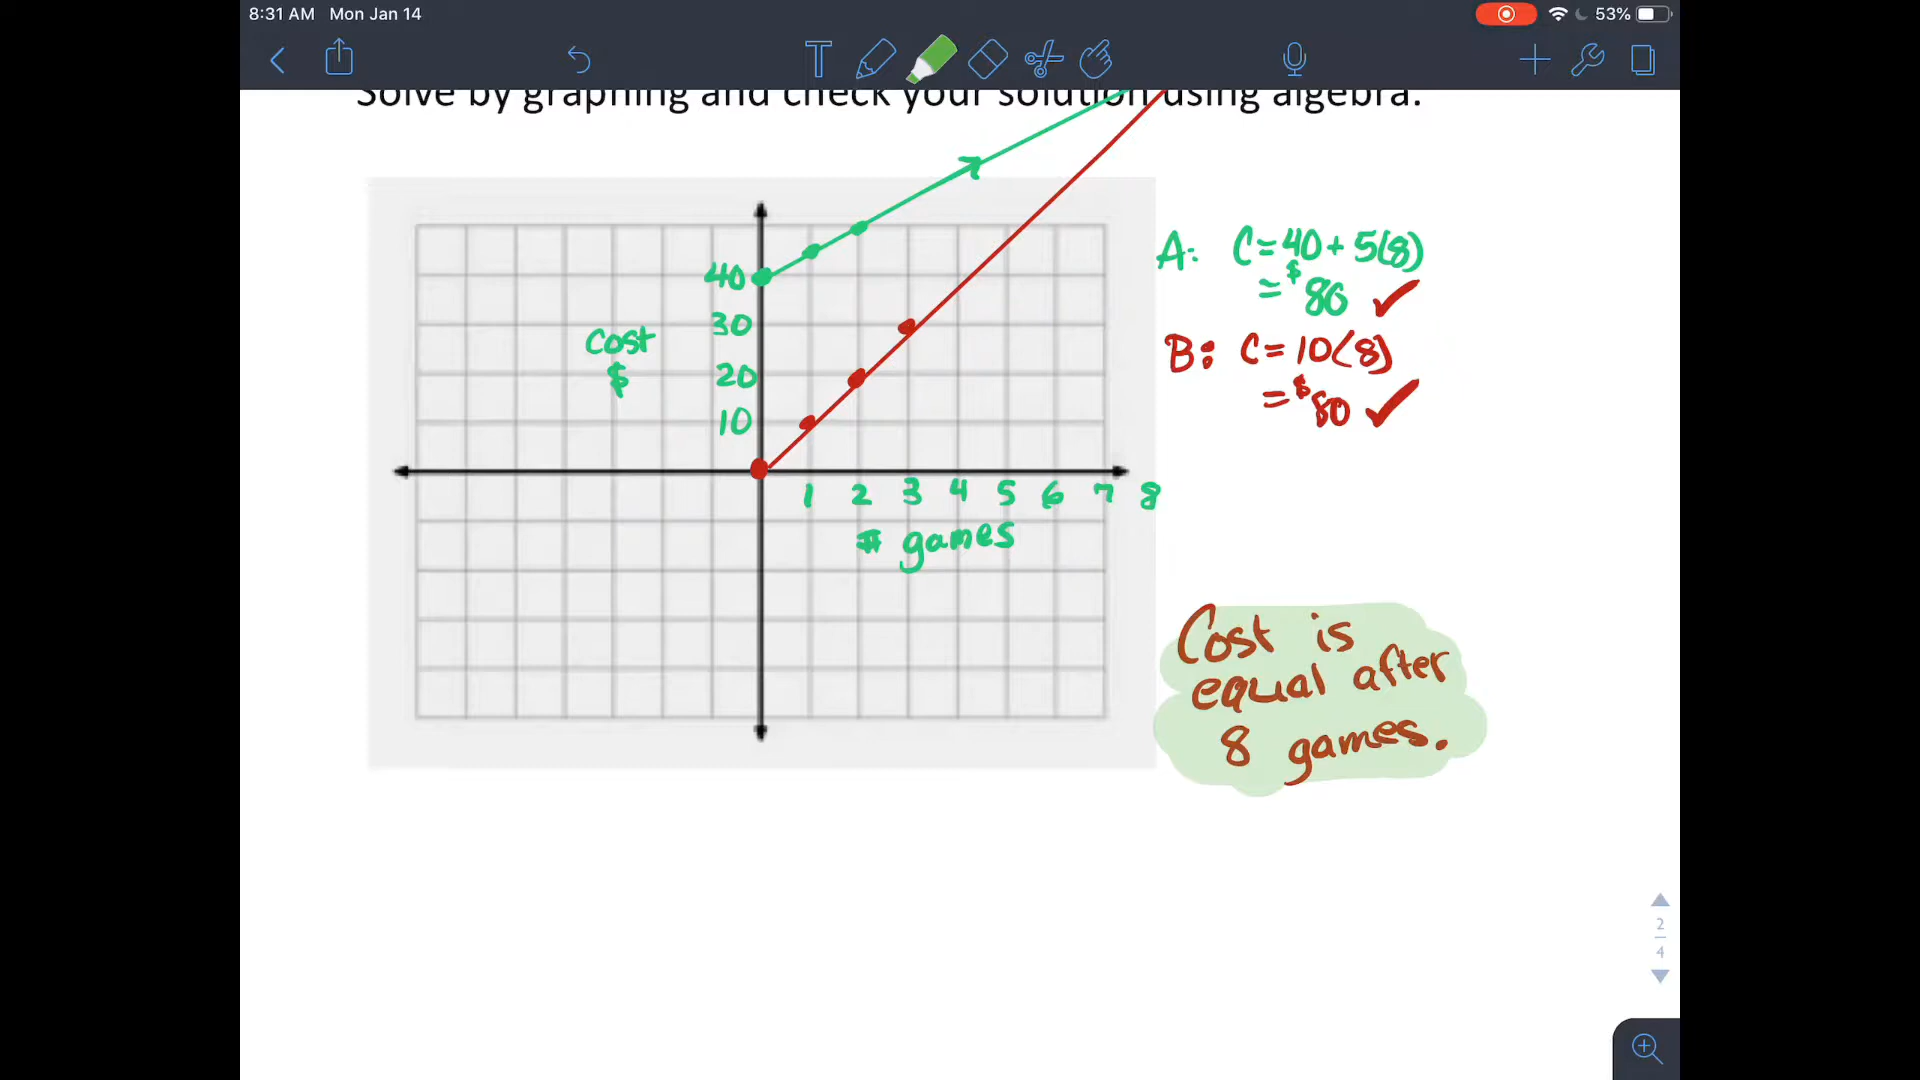 8:31 AM Mon Jan 14
53%
T
Solve by graphing and check your solution using algebra.
40
30
20
10
Cost
$
1 2 3 4 5 6 7 8
# games
A: C = 40 + 5(8)
= $80 ✓
B: C = 10(8)
= $80 ✓
Cost is
equal after
8 games.
2
4